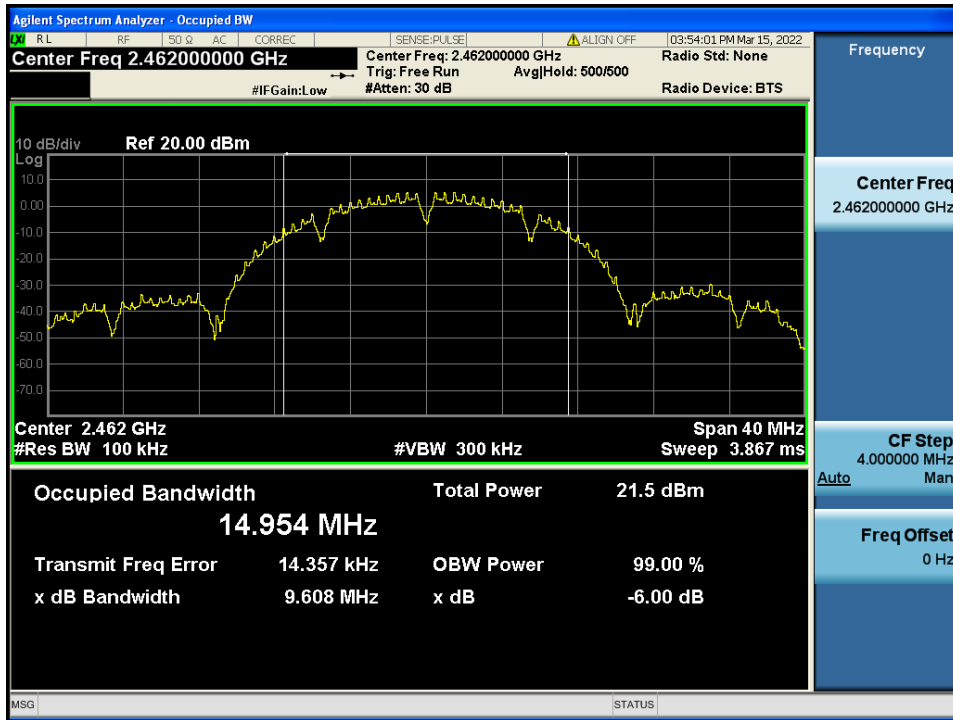 Agilent Spectrum Analyzer - Occupied BW
LXI RL RF 50 Ω AC CORREC SENSE:PULSE ALIGN OFF 03:54:01 PM Mar 15, 2022
Center Freq 2.462000000 GHz
Center Freq: 2.462000000 GHz
Radio Std: None
Trig: Free Run Avg|Hold: 500/500
#IFGain:Low
#Atten: 30 dB
Radio Device: BTS
10 dB/div Ref 20.00 dBm
Log
10.0
0.00
-10.0
-20.0
-30.0
-40.0
-50.0
-60.0
-70.0
Center 2.462 GHz Span 40 MHz
#Res BW 100 kHz #VBW 300 kHz Sweep 3.867 ms
Occupied Bandwidth Total Power 21.5 dBm
14.954 MHz
Transmit Freq Error 14.357 kHz OBW Power 99.00 %
x dB Bandwidth 9.608 MHz x dB -6.00 dB
MSG STATUS
Frequency
Center Freq
2.462000000 GHz
CF Step
4.000000 MHz
Auto Man
Freq Offset
0 Hz